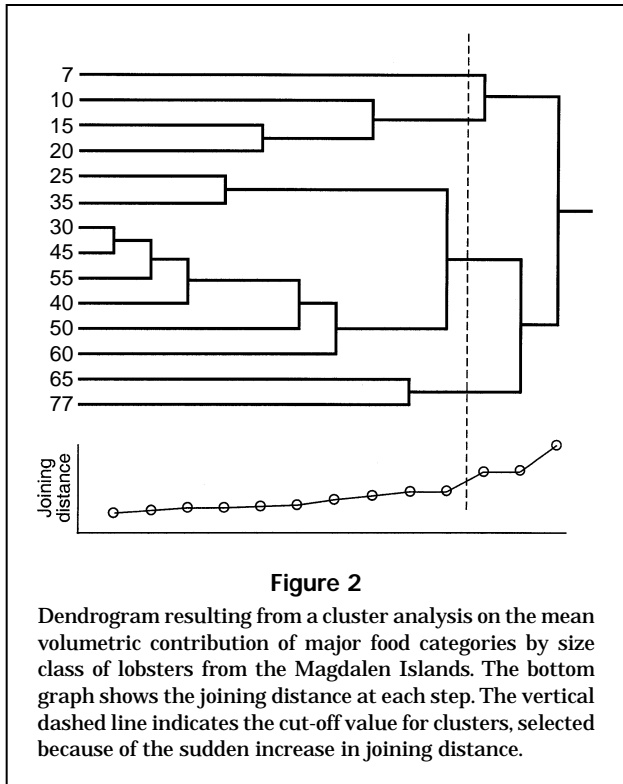 7
10
15
20
25
35
30
45
55
40
50
60
65
77
Joining
distance
Figure 2
Dendrogram resulting from a cluster analysis on the mean
volumetric contribution of major food categories by size
class of lobsters from the Magdalen Islands. The bottom
graph shows the joining distance at each step. The vertical
dashed line indicates the cut-off value for clusters, selected
because of the sudden increase in joining distance.